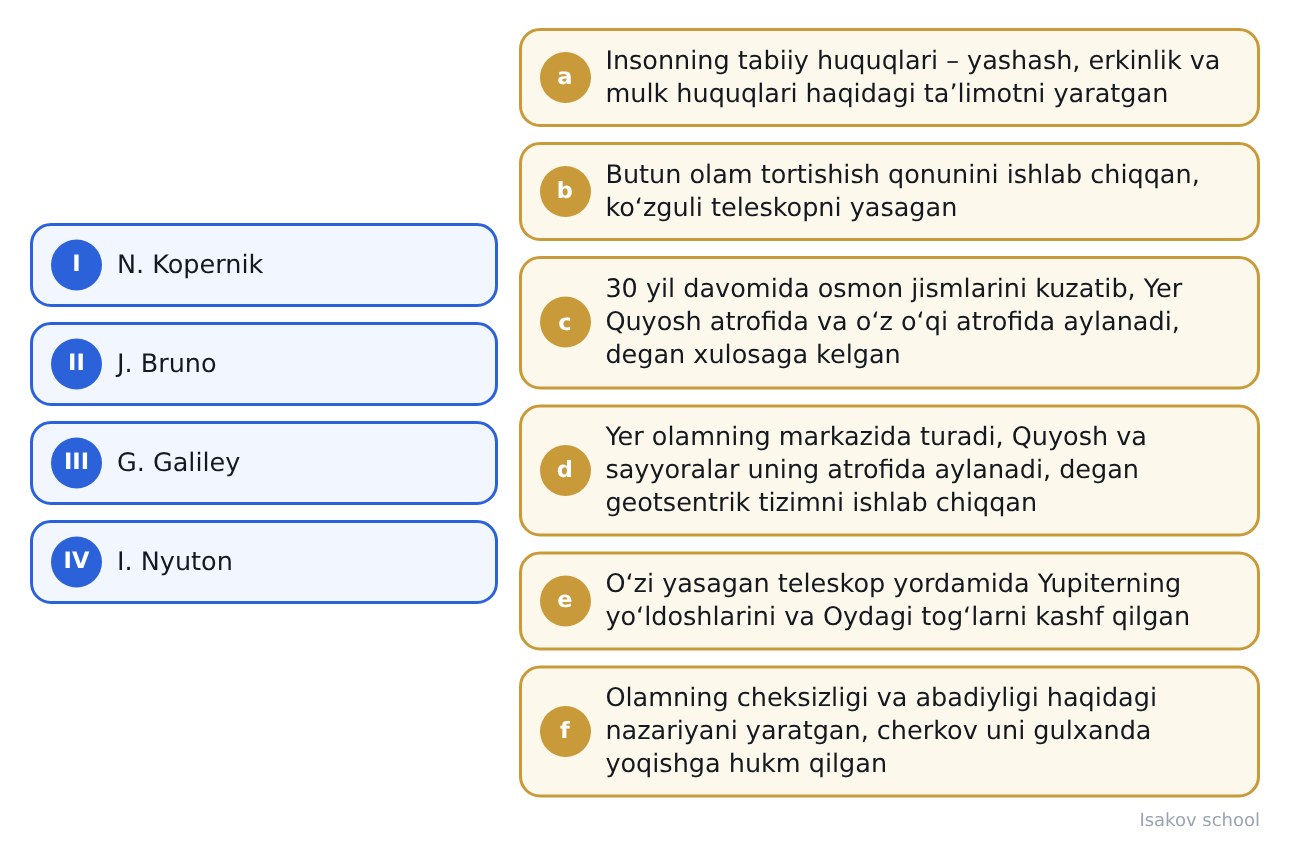 I
N. Kopernik
II
J. Bruno
III
G. Galiley
IV
I. Nyuton
a
Insonning tabiiy huquqlari – yashash, erkinlik va
mulk huquqlari haqidagi ta’limotni yaratgan
b
Butun olam tortishish qonunini ishlab chiqqan,
ko‘zguli teleskopni yasagan
c
30 yil davomida osmon jismlarini kuzatib, Yer
Quyosh atrofida va o‘z o‘qi atrofida aylanadi,
degan xulosaga kelgan
d
Yer olamning markazida turadi, Quyosh va
sayyoralar uning atrofida aylanadi, degan
geotsentrik tizimni ishlab chiqqan
e
O‘zi yasagan teleskop yordamida Yupiterning
yo‘ldoshlarini va Oydagi tog‘larni kashf qilgan
f
Olamning cheksizligi va abadiyligi haqidagi
nazariyani yaratgan, cherkov uni gulxanda
yoqishga hukm qilgan
Isakov school